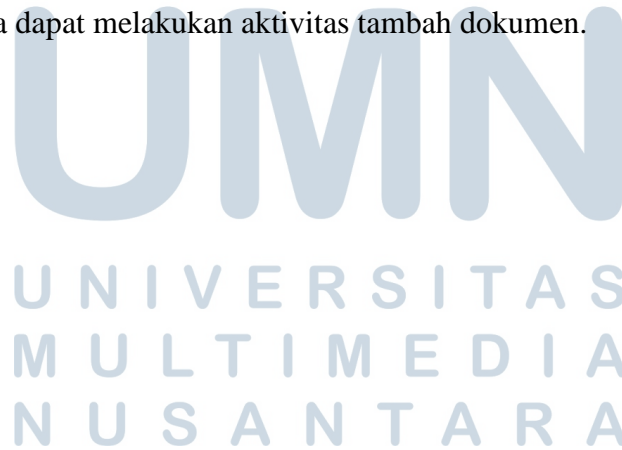 a dapat melakukan aktivitas tambah dokumen.
UMN
UNIVERSITAS
MULTIMEDIA
NUSANTARA